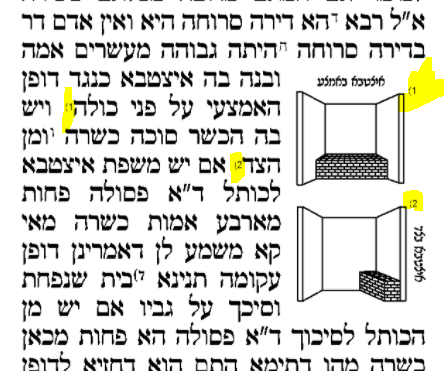 א"ל רבא ד הא דירה סרוחה היא ואין אדם דר
בדירה סרוחה ה היתה גבוהה מעשרים אמה
ובנה בה איצטבא כנגד דופן
האמצעי על פני כולה 1) ויש
בה הכשר סוכה כשרה ו ומן
הצד 2) אם יש משפת איצטבא
לכותל ד"א פסולה פחות
מארבע אמות כשרה מאי
קא משמע לן דאמרינן דופן
עקומה תנינא ז) בית שנפחת
וסיכך על גביו אם יש מן
הכותל לסיכוך ד"א פסולה הא פחות מכאן
כשרה מהו דתימא התם הוא דחזיא לדופן
איצטבא באמצע
1)
2)
איצטבא בצד